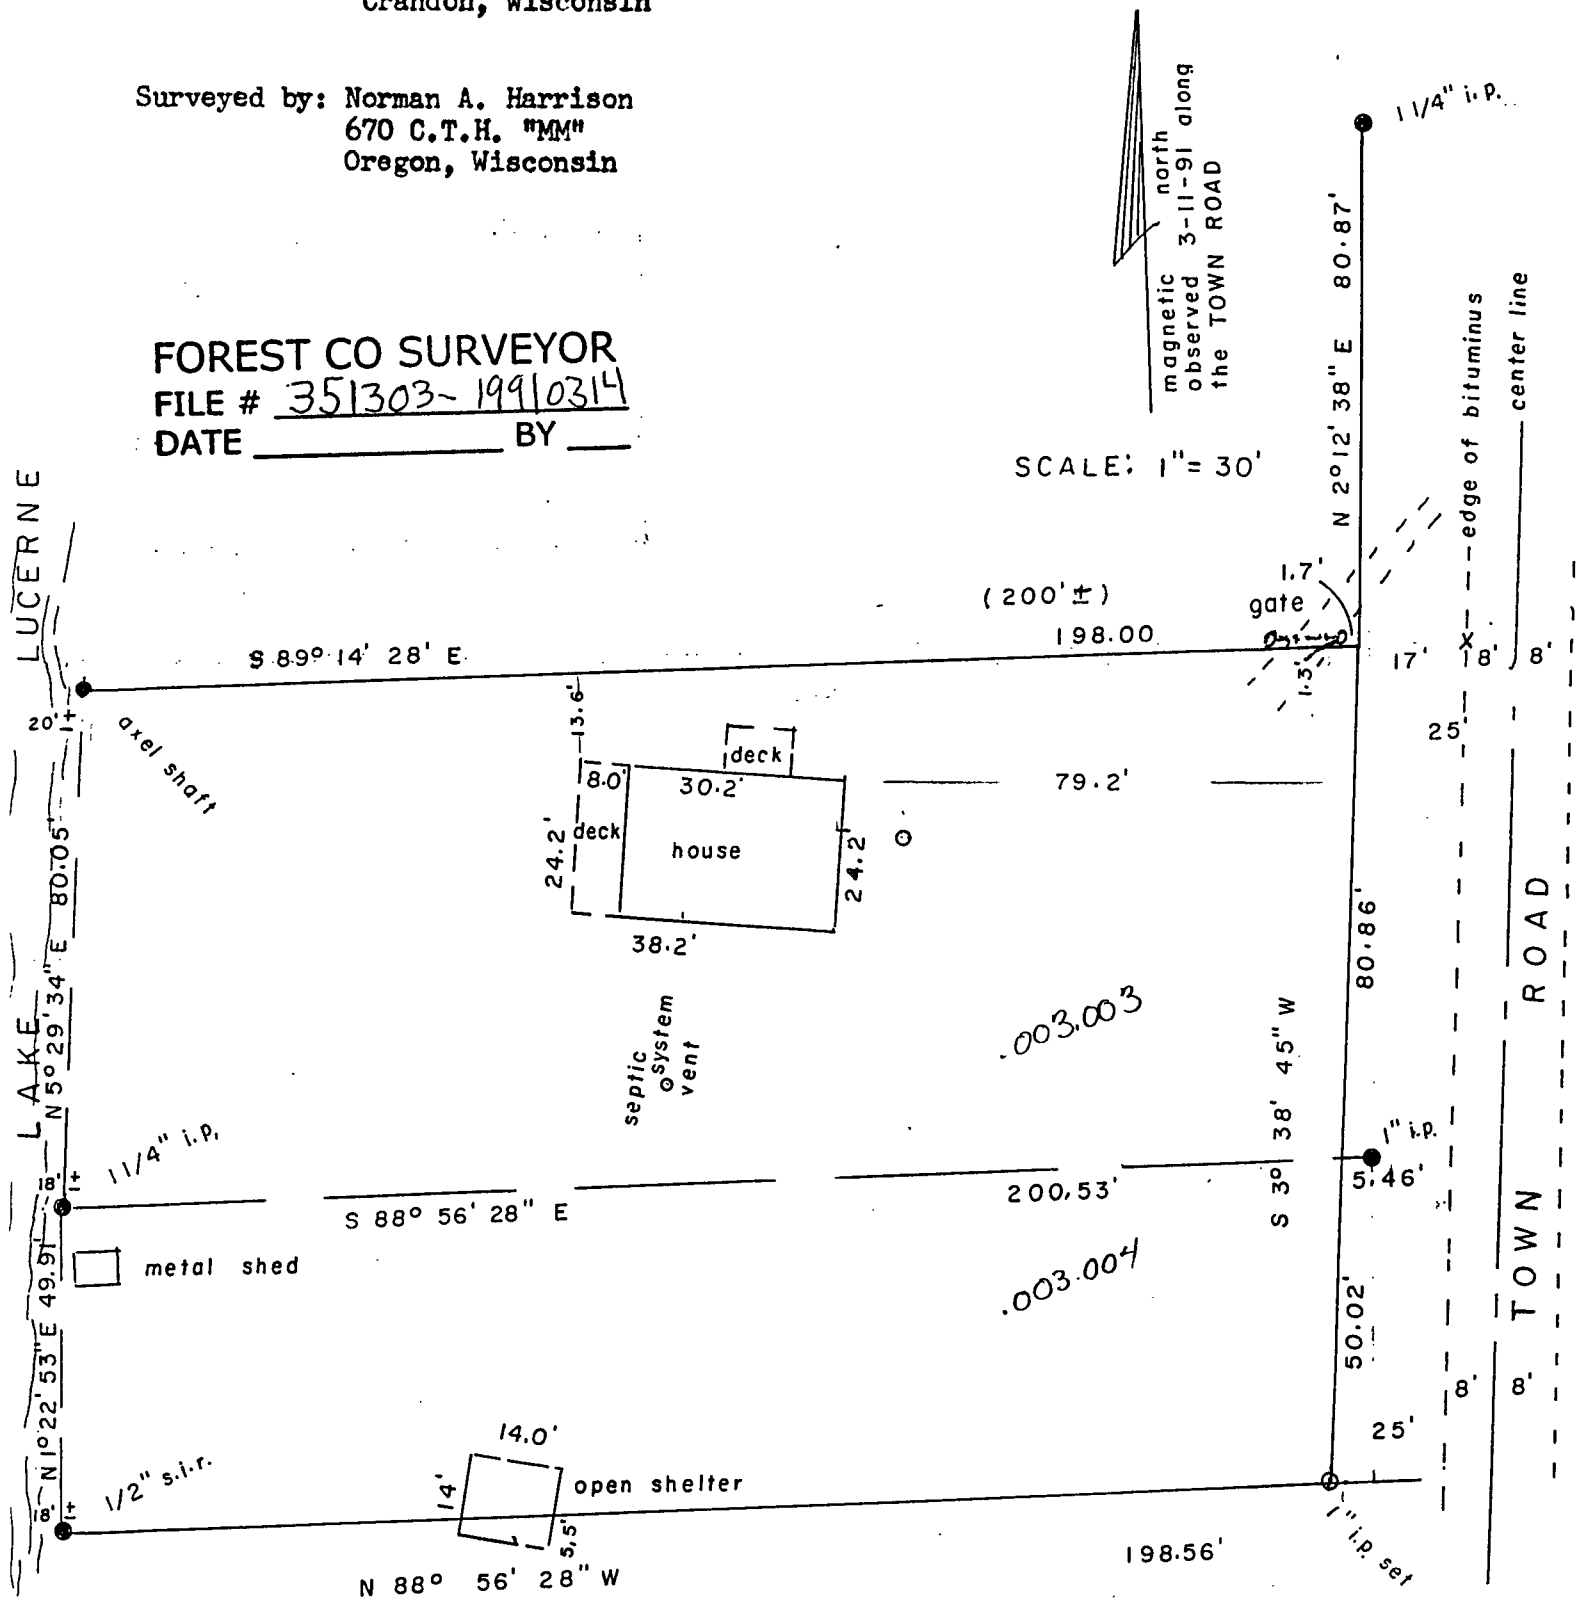 Crandon, Wisconsin
Surveyed by: Norman A. Harrison
670 C.T.H. "MM"
Oregon, Wisconsin
FOREST CO SURVEYOR
FILE # 351303-19910314
DATE ____ BY ____
magnetic north
observed 3-11-91 along
the TOWN ROAD
SCALE: 1"= 30'
1 1/4" i.p.
N 2° 12' 38" E 80.87'
edge of bituminus
center line
LAKE LUCERNE
(200'±)
198.00
S 89° 14' 28' E
1.7'
gate
1.3'
17'
8'
8'
25'
20'±
axel shaft
13.6'
deck
8.0'
30.2'
79.2'
deck
house
24.2'
24.2'
38.2'
N 5° 29' 34" E 80.05'
80.86'
septic
system
vent
.003.003
S 3° 38' 45" W
TOWN ROAD
1" i.p.
5.46'
1 1/4" i.p.
18'±
200.53'
S 88° 56' 28" E
metal shed
.003.004
N 1° 22' 53" E 49.91'
50.02'
8'
8'
25'
14.0'
14'
open shelter
5.5'
1/2" s.i.r.
18'±
1" i.p. set
198.56'
N 88° 56' 28" W